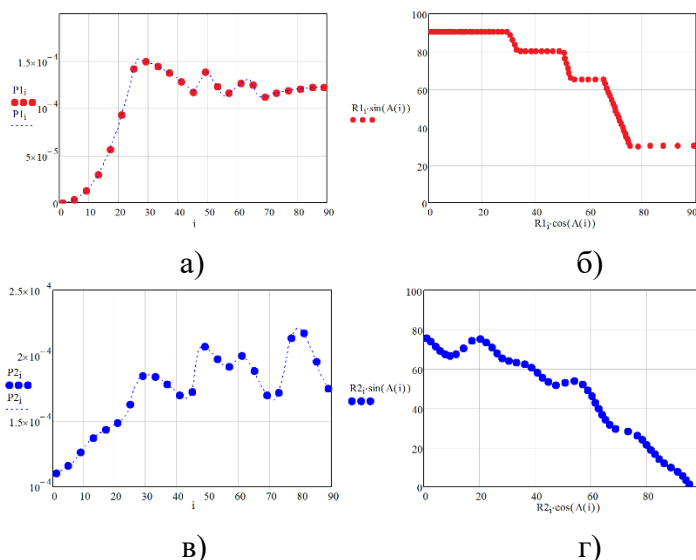 1.5×10⁻⁴
10⁻⁴
5×10⁻⁵
0
P1ᵢ
P1ᵢ
0 10 20 30 40 50 60 70 80 90
i
а)
100
80
60
40
20
0
R1ᵢ·sin(A(i))
0 20 40 60 80 100
R1ᵢ·cos(A(i))
б)
2.5×10⁻⁴
2×10⁻⁴
1.5×10⁻⁴
10⁻⁴
P2ᵢ
P2ᵢ
0 10 20 30 40 50 60 70 80 90
i
в)
100
80
60
40
20
0
R2ᵢ·sin(A(i))
0 20 40 60 80
R2ᵢ·cos(A(i))
г)